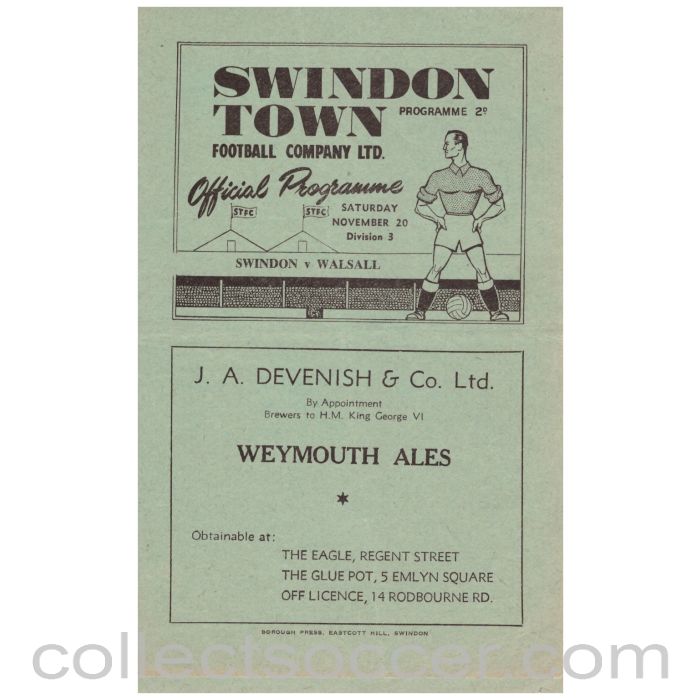 SWINDON
TOWN
PROGRAMME 2D
FOOTBALL COMPANY LTD.
Official Programme
STFC
STFC
SATURDAY
NOVEMBER 20
Division 3
SWINDON v WALSALL
J. A. DEVENISH & Co. Ltd.
By Appointment
Brewers to H.M. King George VI
WEYMOUTH ALES
Obtainable at:
THE EAGLE, REGENT STREET
THE GLUE POT, 5 EMLYN SQUARE
OFF LICENCE, 14 RODBOURNE RD.
BOROUGH PRESS, EASTCOTT HILL, SWINDON
collectsoccer.com